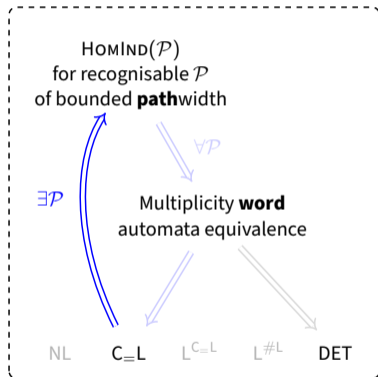 HomInd(𝒫)
for recognisable 𝒫
of bounded pathwidth
∀𝒫
∃𝒫
Multiplicity word
automata equivalence
NL C₌L L^{C₌L} L^{#L} DET